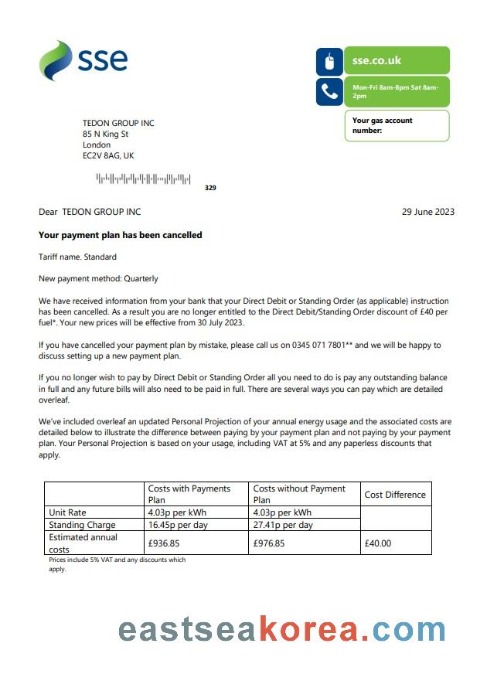 sse
sse.co.uk
Mon-Fri 8am-8pm Sat 8am-
2pm
Your gas account
number:
TEDON GROUP INC
85 N King St
London
EC2V 8AG, UK
329
Dear TEDON GROUP INC
29 June 2023
Your payment plan has been cancelled
Tariff name. Standard
New payment method: Quarterly
We have received information from your bank that your Direct Debit or Standing Order (as applicable) instruction
has been cancelled. As a result you are no longer entitled to the Direct Debit/Standing Order discount of £40 per
fuel*. Your new prices will be effective from 30 July 2023.
If you have cancelled your payment plan by mistake, please call us on 0345 071 7801** and we will be happy to
discuss setting up a new payment plan.
If you no longer wish to pay by Direct Debit or Standing Order all you need to do is pay any outstanding balance
in full and any future bills will also need to be paid in full. There are several ways you can pay which are detailed
overleaf.
We've included overleaf an updated Personal Projection of your annual energy usage and the associated costs are
detailed below to illustrate the difference between paying by your payment plan and not paying by your payment
plan. Your Personal Projection is based on your usage, including VAT at 5% and any paperless discounts that
apply.
Costs with Payments
Plan
Costs without Payment
Plan
Cost Difference
Unit Rate
4.03p per kWh
4.03p per kWh
Standing Charge
16.45p per day
27.41p per day
Estimated annual
costs
£936.85
£976.85
£40.00
Prices include 5% VAT and any discounts which
apply.
eastseakorea.com